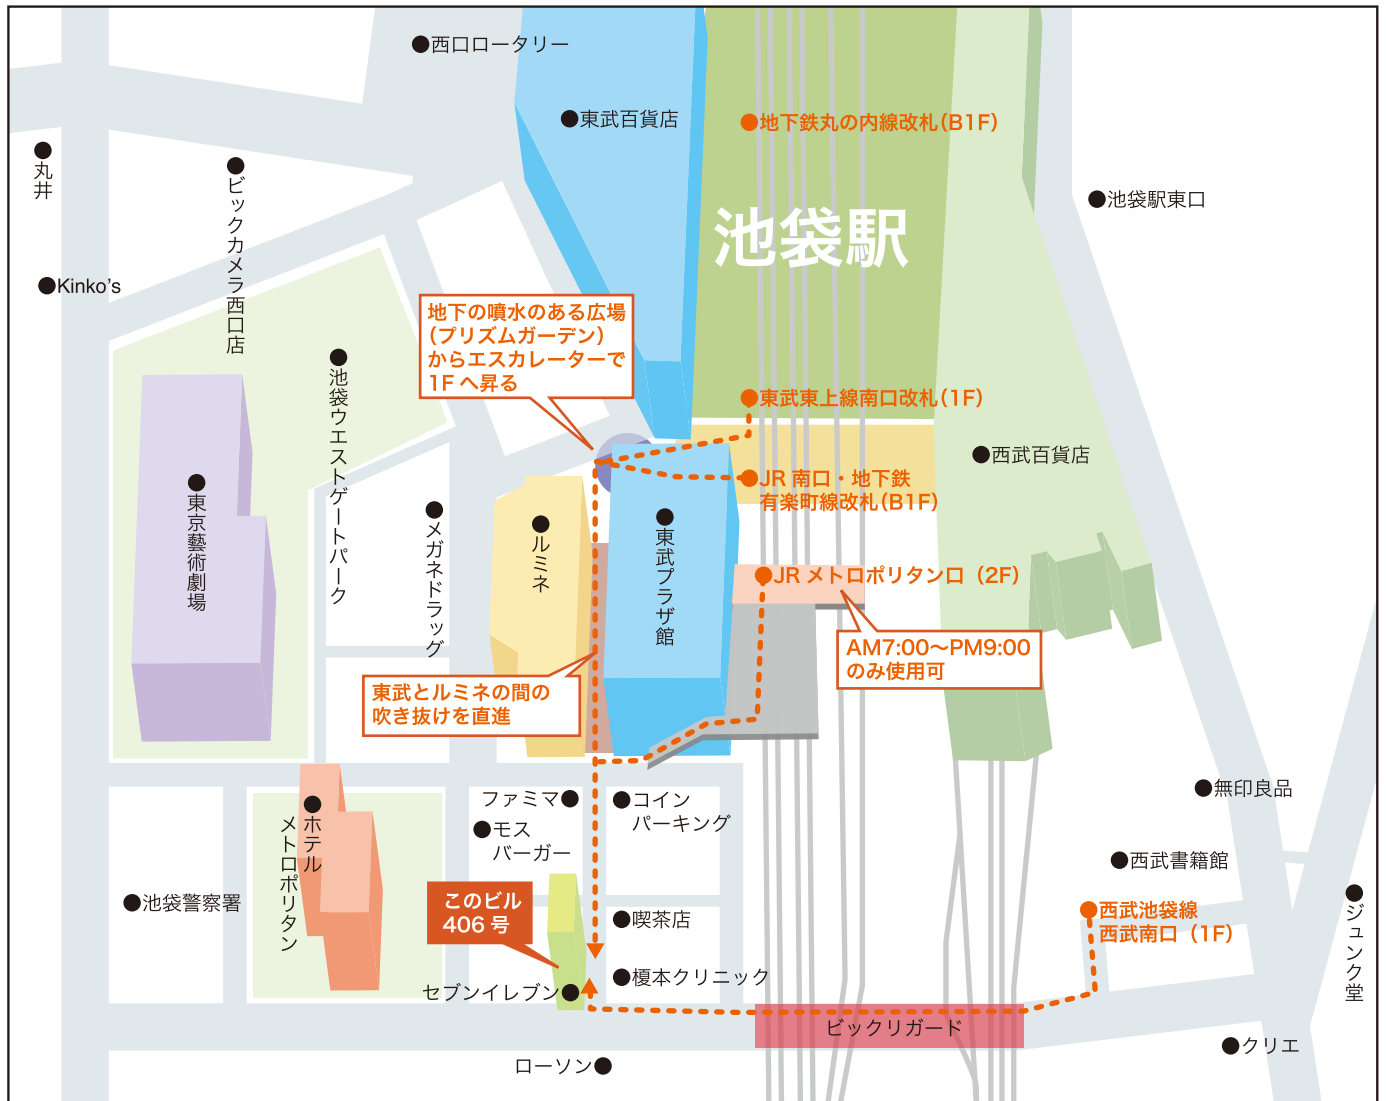 西口ロータリー
東武百貨店
地下鉄丸の内線改札（B1F）
丸井
ビックカメラ西口店
池袋駅東口
池袋駅
Kinko's
地下の噴水のある広場
（プリズムガーデン）
からエスカレーターで
1F へ昇る
池袋ウエストゲートパーク
東武東上線南口改札（1F）
西武百貨店
JR 南口・地下鉄
有楽町線改札（B1F）
東京藝術劇場
メガネドラッグ
ルミネ
東武プラザ館
JR メトロポリタン口（2F）
AM7:00〜PM9:00
のみ使用可
東武とルミネの間の
吹き抜けを直進
無印良品
ファミマ
コイン
パーキング
モス
バーガー
ホテル
メトロポリタン
西武書籍館
池袋警察署
このビル
406 号
喫茶店
西武池袋線
西武南口（1F）
ジュンク堂
榎本クリニック
セブンイレブン
ビックリガード
クリエ
ローソン